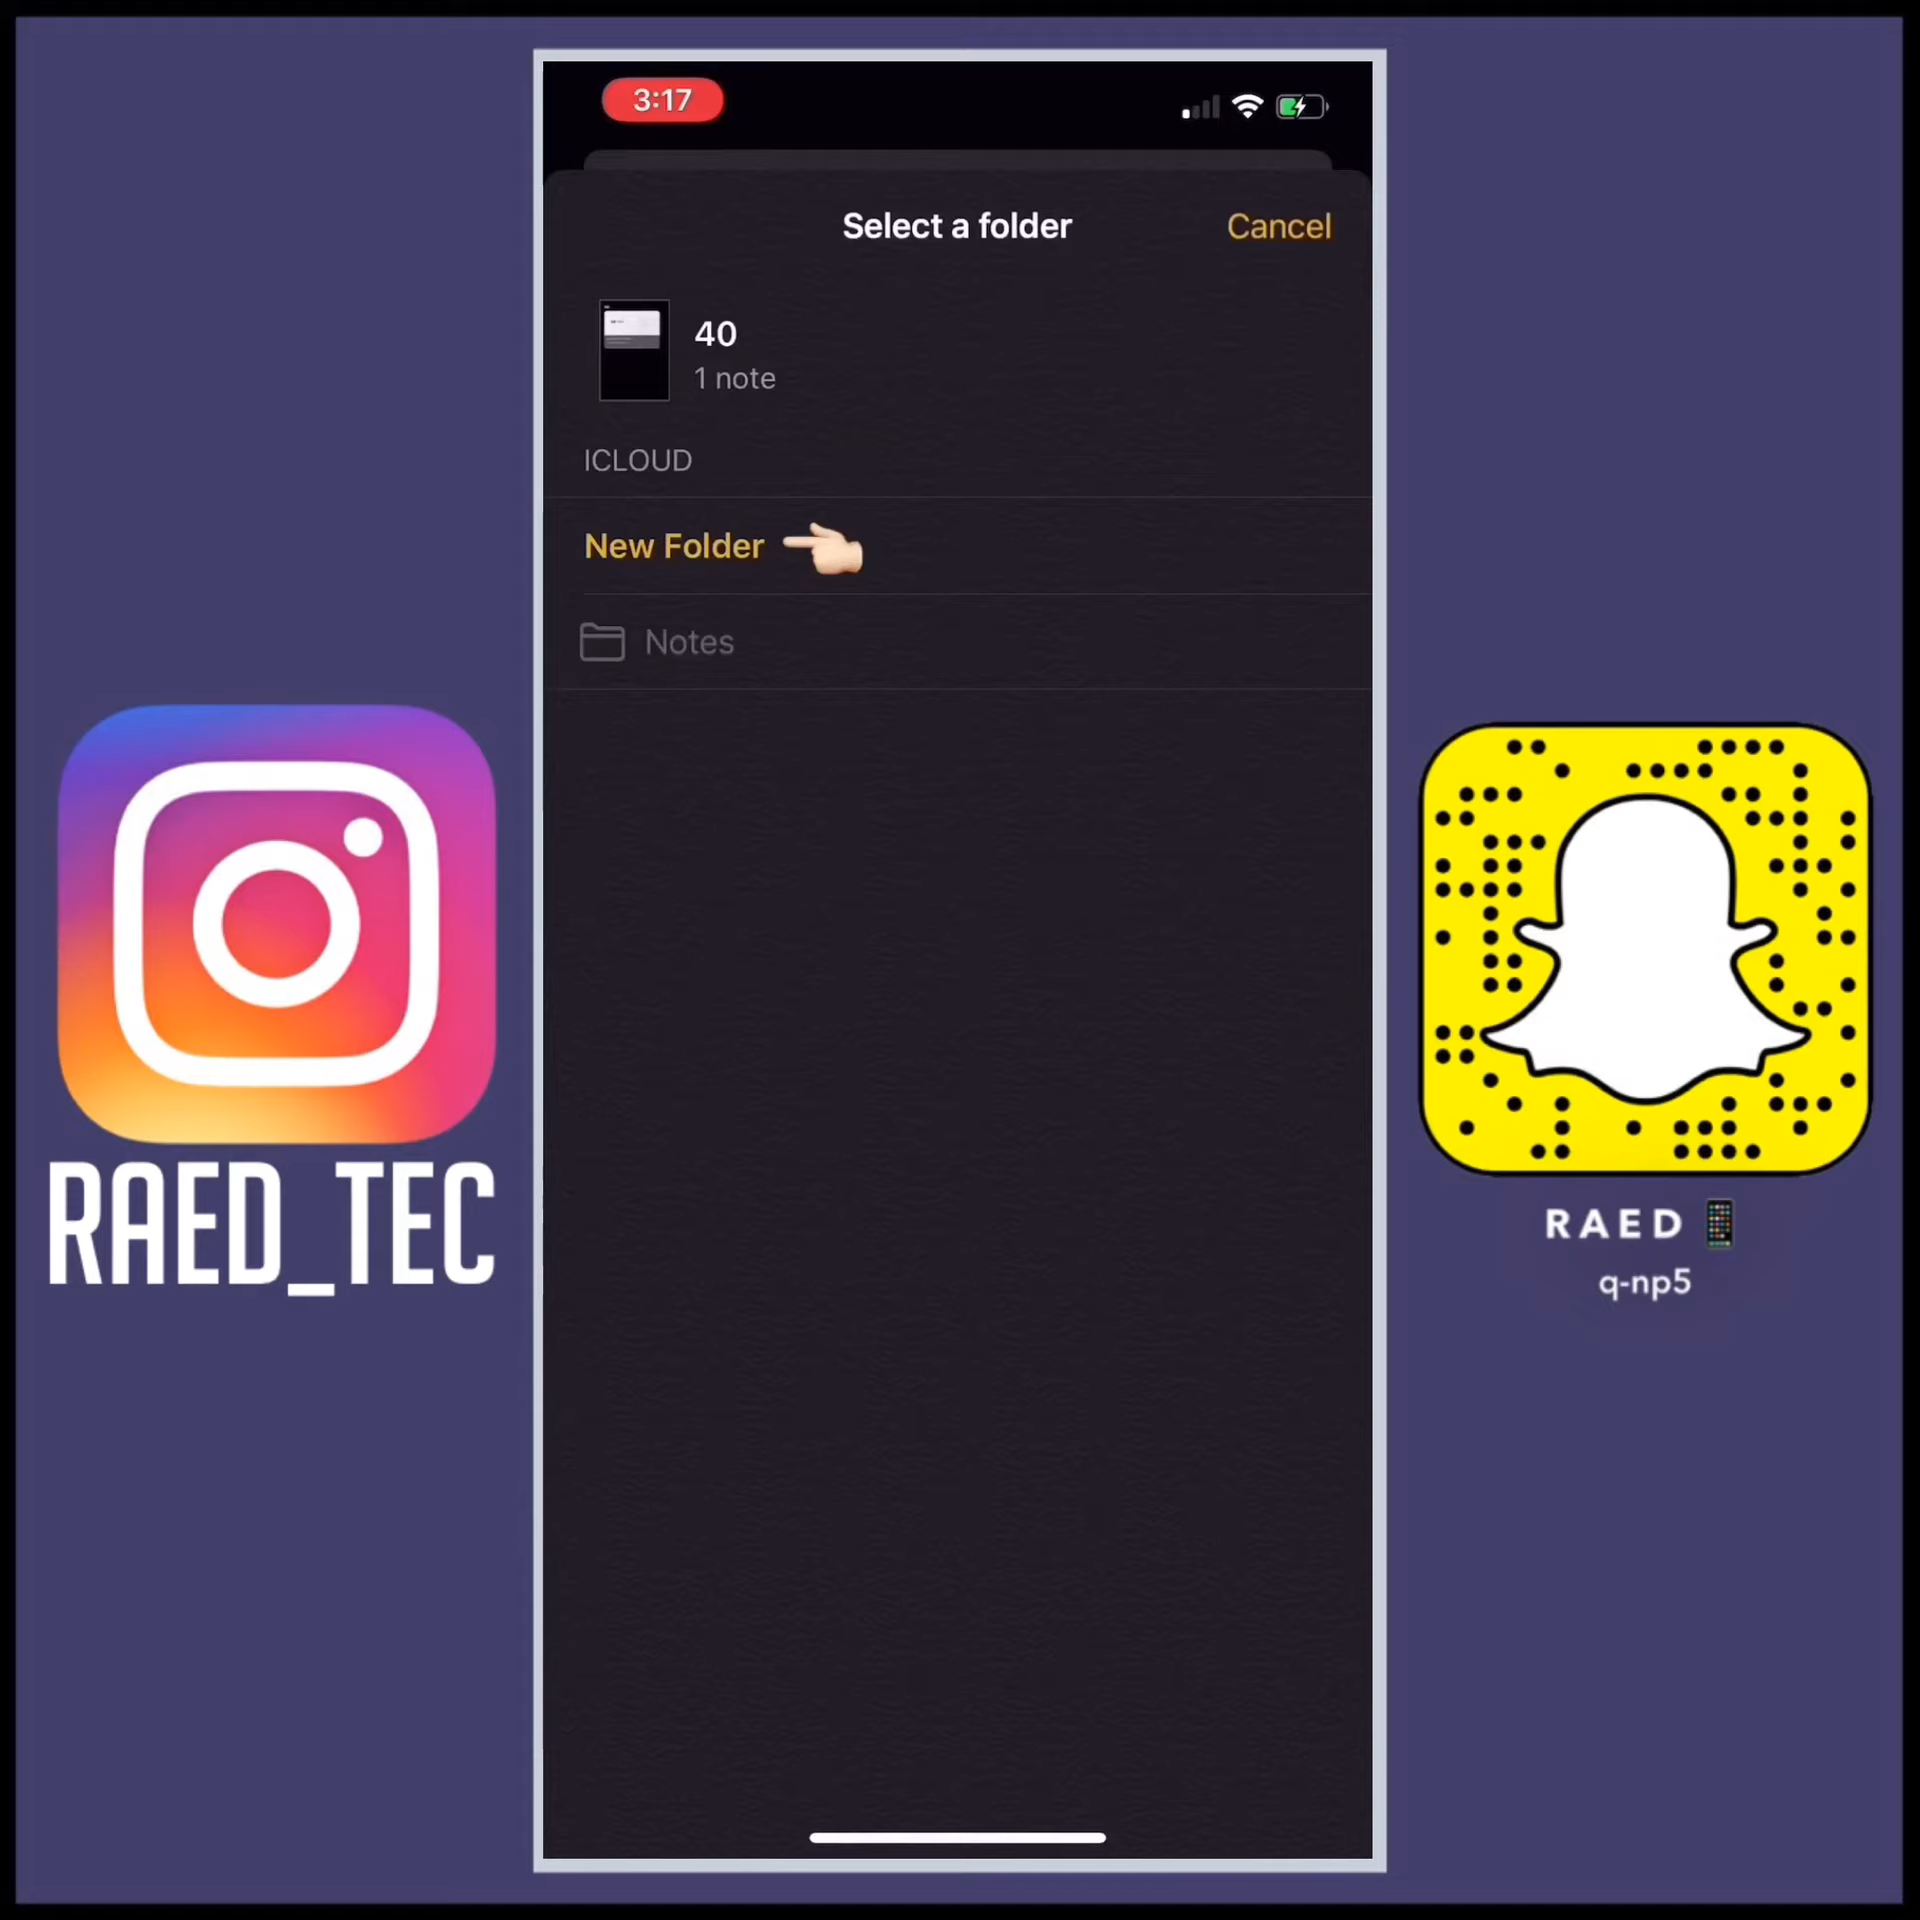 3:17
Select a folder
Cancel
40
1 note
ICLOUD
New Folder
Notes
RAED_TEC
RAED
q-np5